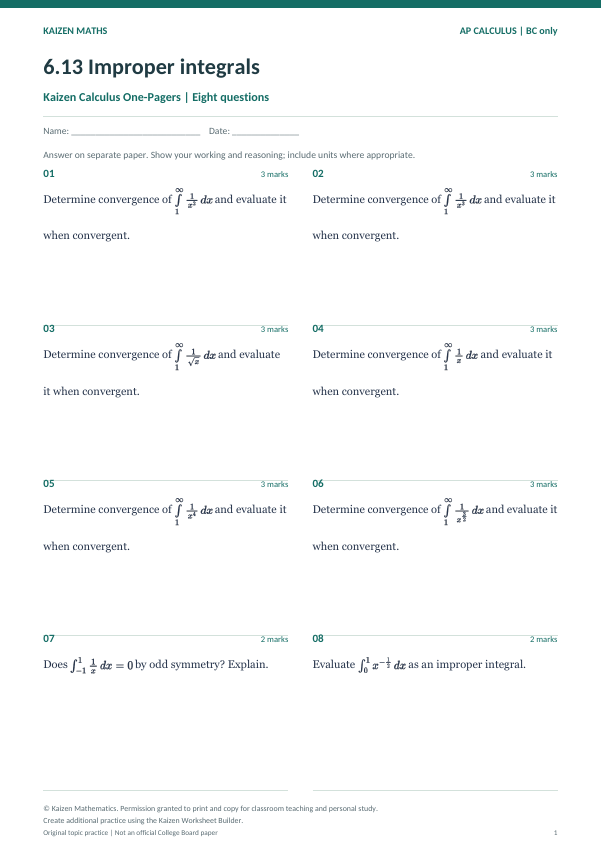 KAIZEN MATHS
AP CALCULUS | BC only
6.13 Improper integrals
Kaizen Calculus One-Pagers | Eight questions
Name: ____________________________ Date: ______________
Answer on separate paper. Show your working and reasoning; include units where appropriate.
01 3 marks
Determine convergence of ∫₁^∞ 1/x² dx and evaluate it
when convergent.
02 3 marks
Determine convergence of ∫₁^∞ 1/x³ dx and evaluate it
when convergent.
03 3 marks
Determine convergence of ∫₁^∞ 1/√x dx and evaluate
it when convergent.
04 3 marks
Determine convergence of ∫₁^∞ 1/x dx and evaluate it
when convergent.
05 3 marks
Determine convergence of ∫₁^∞ 1/x⁴ dx and evaluate it
when convergent.
06 3 marks
Determine convergence of ∫₁^∞ 1/x dx and evaluate it
when convergent.
07 2 marks
Does ∫₋₁¹ 1/x dx = 0 by odd symmetry? Explain.
08 2 marks
Evaluate ∫₀¹ x^(-1/2) dx as an improper integral.
© Kaizen Mathematics. Permission granted to print and copy for classroom teaching and personal study.
Create additional practice using the Kaizen Worksheet Builder.
Original topic practice | Not an official College Board paper
1